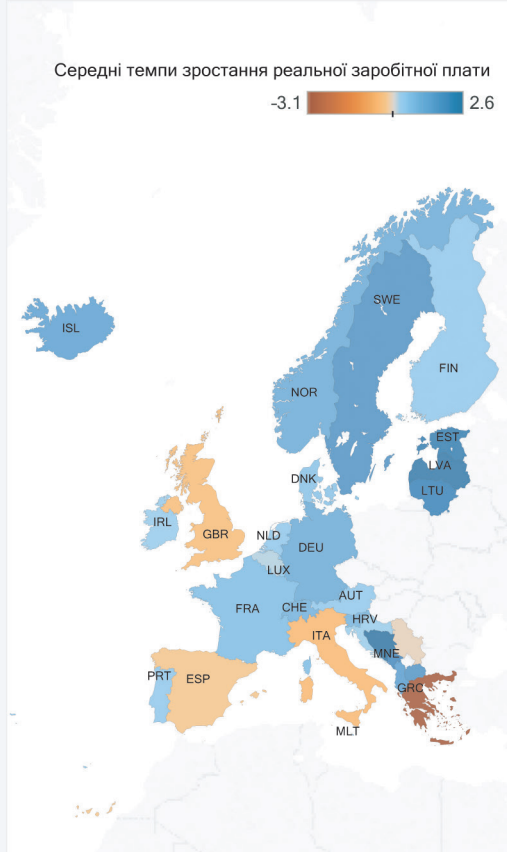 Середні темпи зростання реальної заробітної плати
-3.1 2.6
SWE
ISL
FIN
NOR
EST
LVA
DNK
LTU
IRL
GBR
NLD
DEU
LUX
AUT
FRA
CHE
HRV
ITA
MNE
PRT
ESP
GRC
MLT